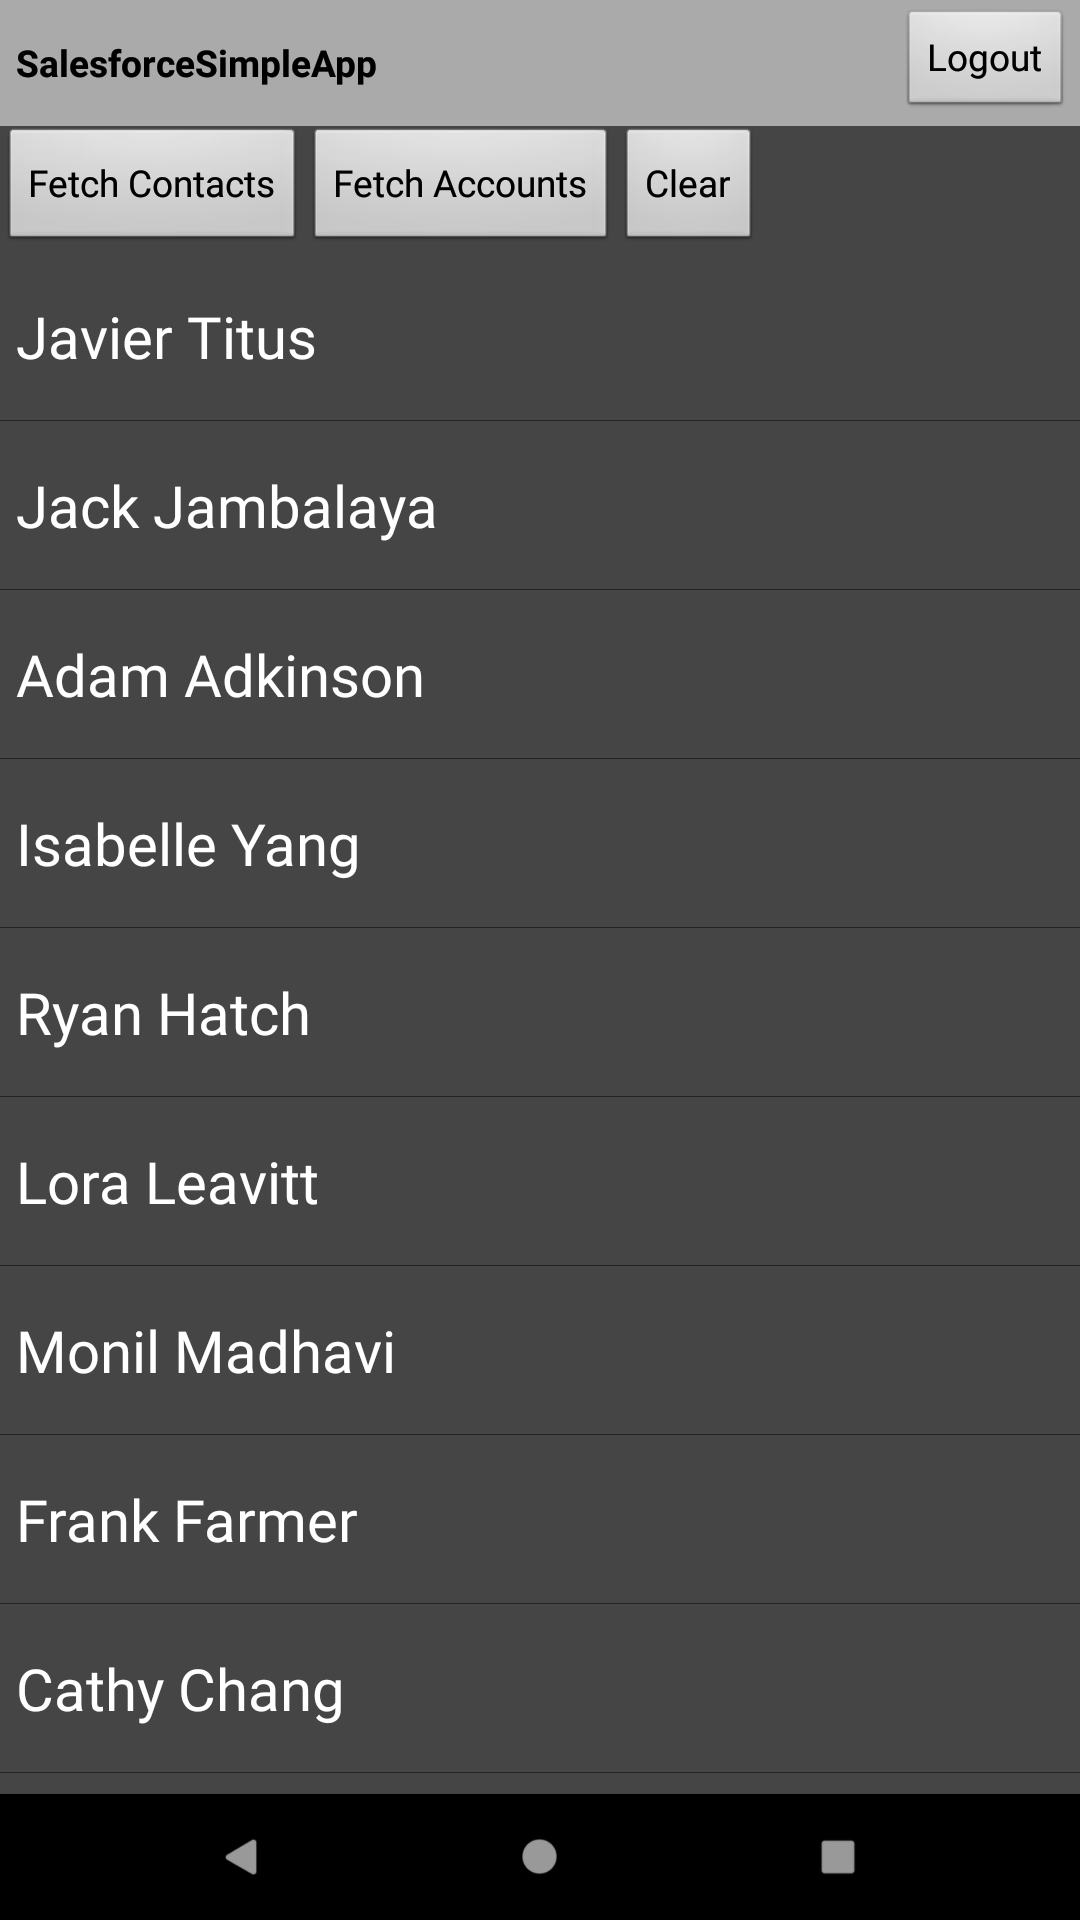 SalesforceSimpleApp
Logout
Fetch Contacts Fetch Accounts Clear
Javier Titus
Jack Jambalaya
Adam Adkinson
Isabelle Yang
Ryan Hatch
Lora Leavitt
Monil Madhavi
Frank Farmer
Cathy Chang